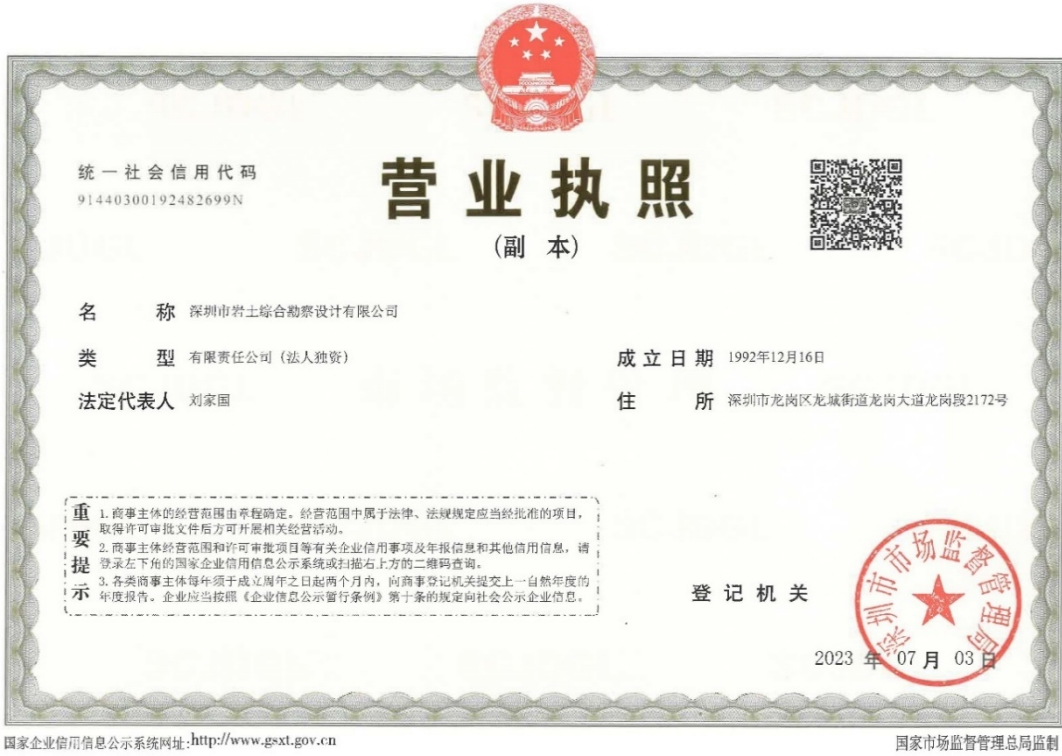 统一社会信用代码
91440300192482699N
营业执照
(副 本)
名 称 深圳市岩土综合勘察设计有限公司
类 型 有限责任公司（法人独资）
成立日期 1992年12月16日
法定代表人 刘家国
住 所 深圳市龙岗区龙城街道龙岗大道龙岗段2172号
重要提示
1. 商事主体的经营范围由章程确定。经营范围中属于法律、法规规定应当经批准的项目，
取得许可审批文件后方可开展相关经营活动。
2. 商事主体经营范围和许可审批项目等有关企业信用事项及年报信息和其他信用信息，请
登录左下角的国家企业信用信息公示系统或扫描右上方的二维码查询。
3. 各类商事主体每年须于成立周年之日起两个月内，向商事登记机关提交上一自然年度的
年度报告。企业应当按照《企业信息公示暂行条例》第十条的规定向社会公示企业信息。
登记机关
深圳市市场监督管理局
2023 年 07 月 03 日
国家企业信用信息公示系统网址:http://www.gsxt.gov.cn
国家市场监督管理总局监制